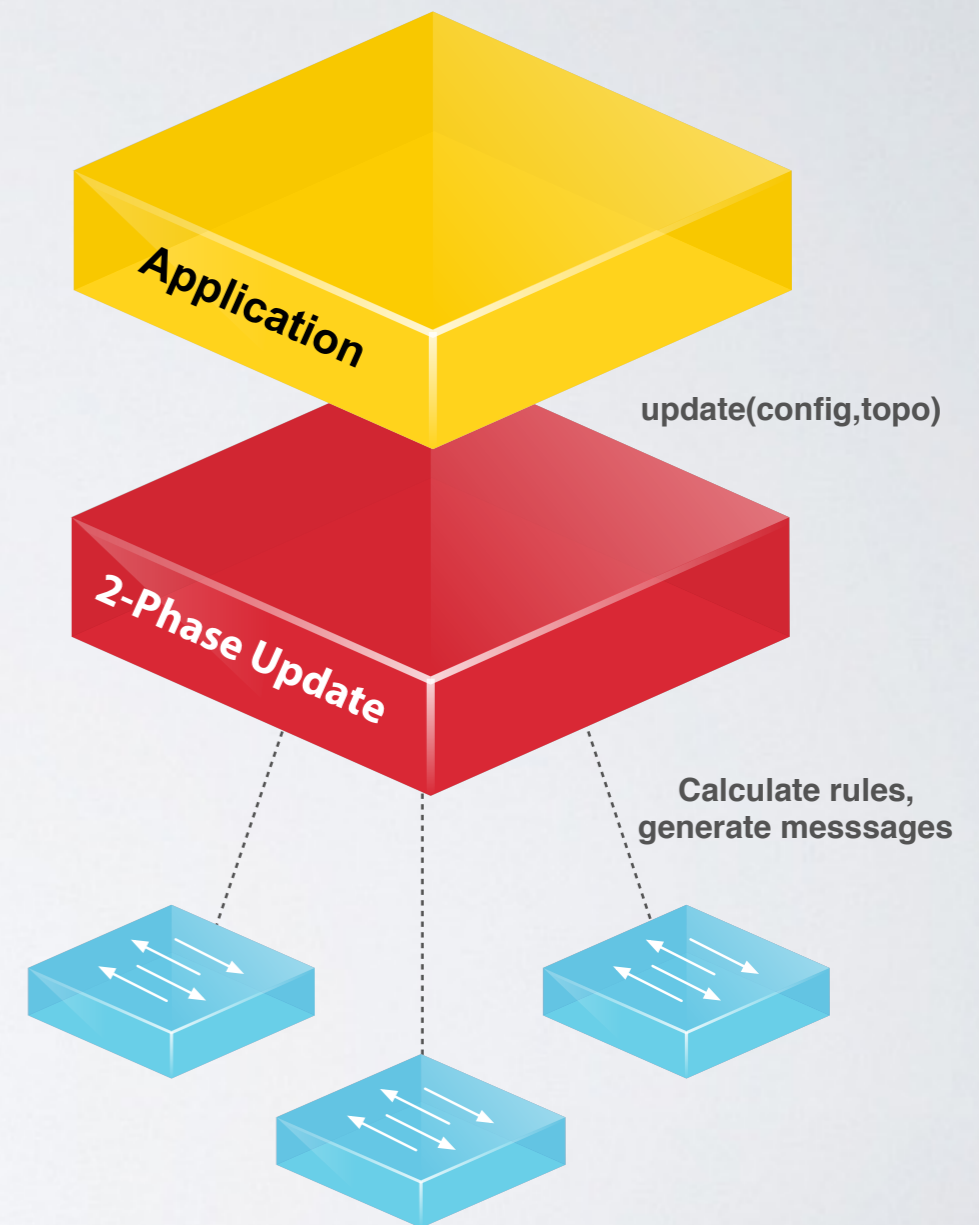 Application
update(config,topo)
2-Phase Update
Calculate rules,
generate messsages